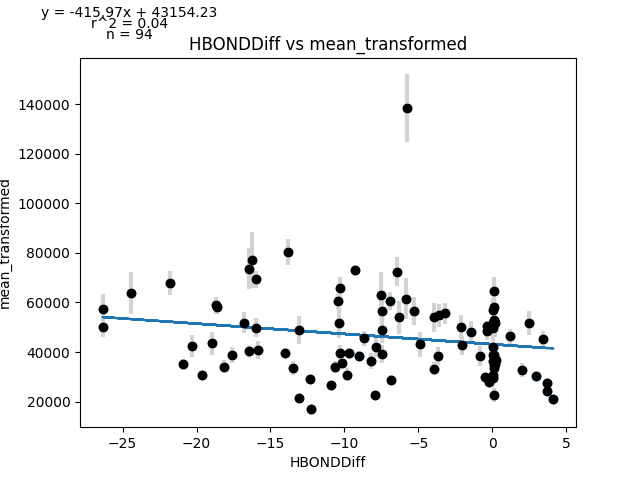 y = -415.97x + 43154.23
r^2 = 0.04
n = 94
HBONDDiff vs mean_transformed
mean_transformed
140000
120000
100000
80000
60000
40000
20000
−25 −20 −15 −10 −5 0 5
HBONDDiff